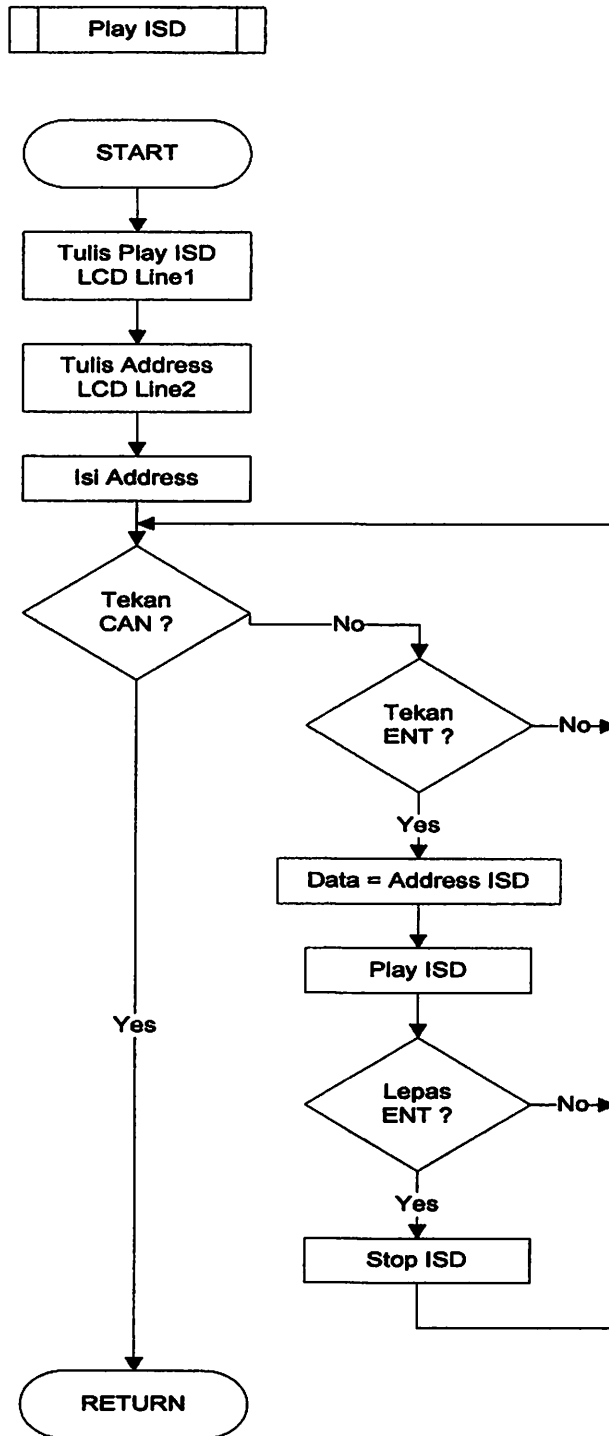 Play ISD
START
Tulis Play ISD
LCD Line1
Tulis Address
LCD Line2
Isi Address
Tekan
CAN ?
No
Tekan
ENT ?
No
Yes
Data = Address ISD
Play ISD
Yes
Lepas
ENT ?
No
Yes
Stop ISD
RETURN